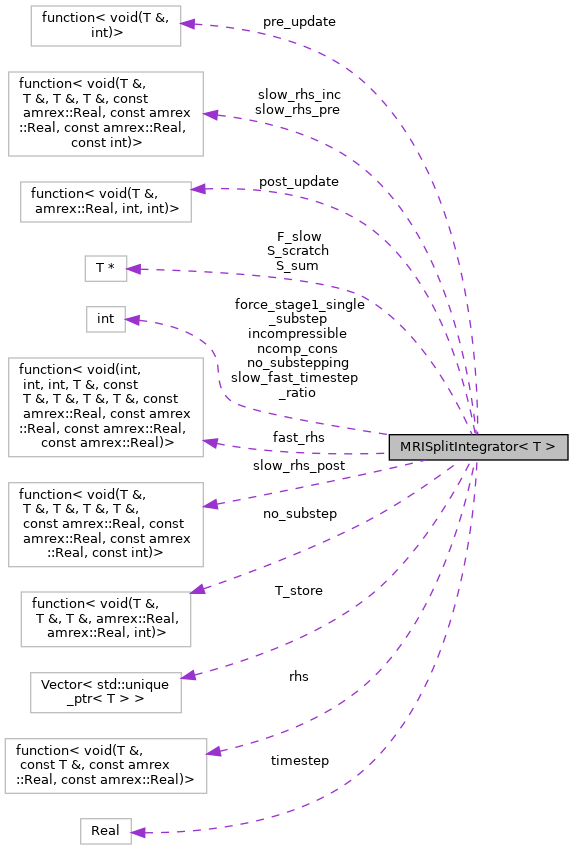 function< void(T &,
int)>
pre_update
function< void(T &,
T &, T &, T &, const
amrex::Real, const amrex
::Real, const amrex::Real,
const int)>
slow_rhs_inc
slow_rhs_pre
function< void(T &,
amrex::Real, int, int)>
post_update
T *
F_slow
S_scratch
S_sum
int
force_stage1_single
_substep
incompressible
ncomp_cons
no_substepping
slow_fast_timestep
_ratio
function< void(int,
int, int, T &, const
T &, T &, T &, T &, const
amrex::Real, const amrex
::Real, const amrex::Real,
const amrex::Real)>
fast_rhs
MRISplitIntegrator< T >
function< void(T &,
T &, T &, T &, T &,
const amrex::Real, const
amrex::Real, const amrex
::Real, const int)>
slow_rhs_post
function< void(T &,
T &, T &, amrex::Real,
amrex::Real, int)>
no_substep
Vector< std::unique
_ptr< T > >
T_store
function< void(T &,
const T &, const amrex
::Real, const amrex::Real)>
rhs
Real
timestep